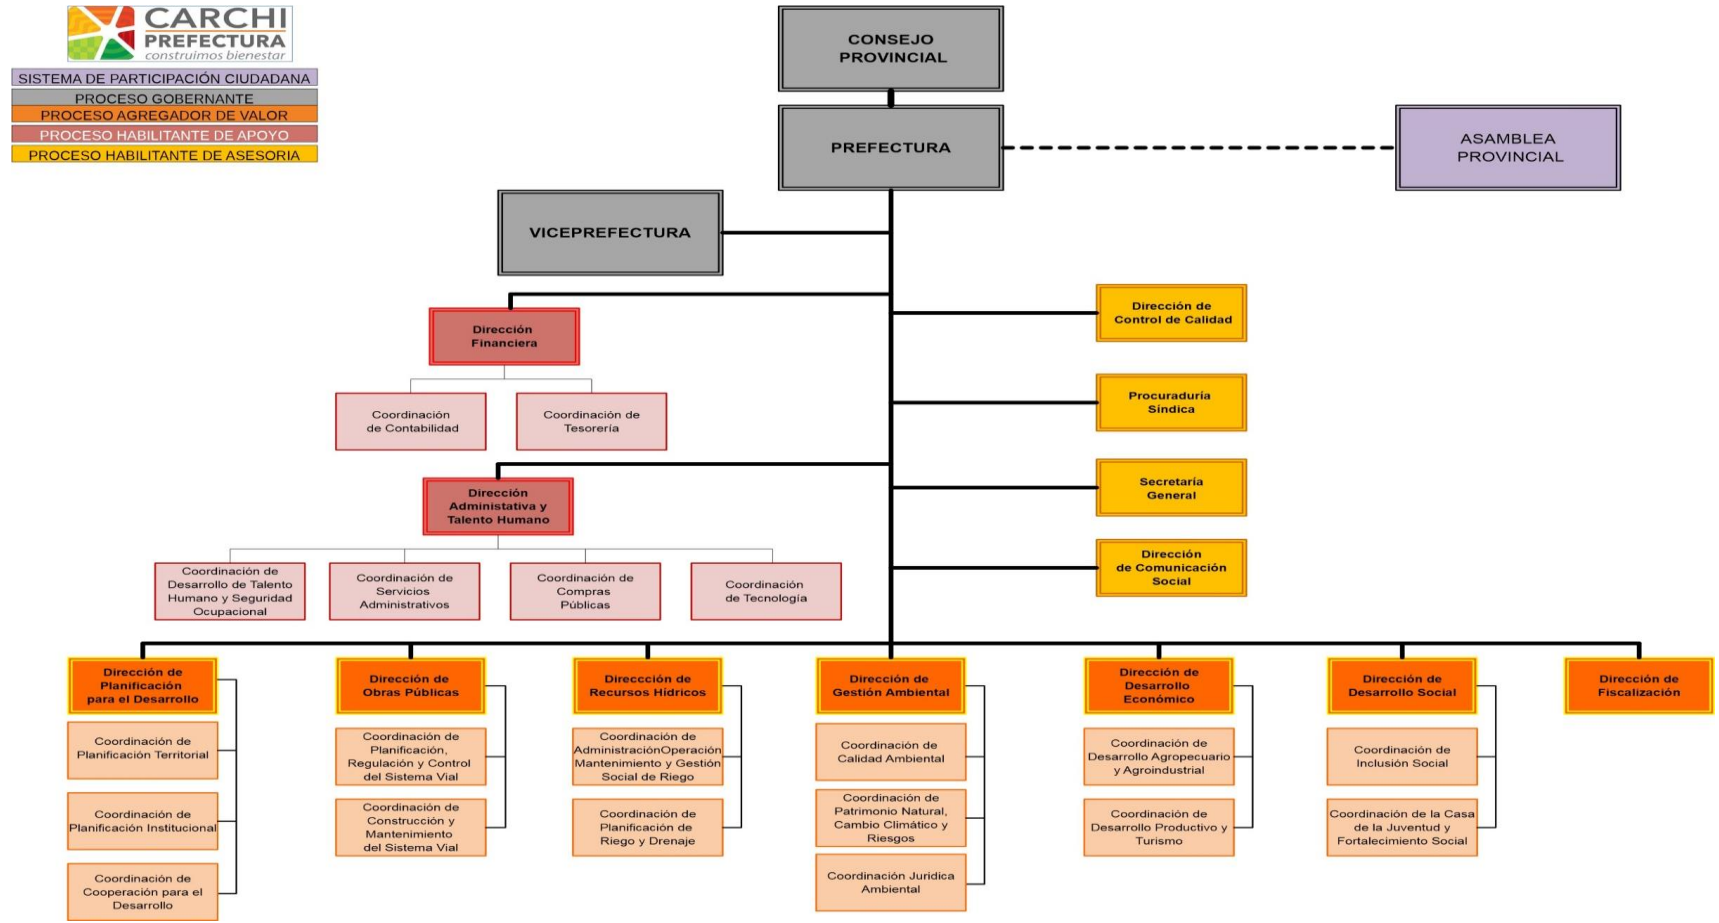 CARCHI
PREFECTURA
construimos bienestar
SISTEMA DE PARTICIPACIÓN CIUDADANA
PROCESO GOBERNANTE
PROCESO AGREGADOR DE VALOR
PROCESO HABILITANTE DE APOYO
PROCESO HABILITANTE DE ASESORIA
CONSEJO
PROVINCIAL
PREFECTURA
ASAMBLEA
PROVINCIAL
VICEPREFECTURA
Dirección
Financiera
Coordinación
de Contabilidad
Coordinación de
Tesorería
Dirección de
Control de Calidad
Procuraduría
Síndica
Secretaría
General
Dirección
de Comunicación
Social
Dirección
Administativa y
Talento Humano
Coordinación de
Desarrollo de Talento
Humano y Seguridad
Ocupacional
Coordinación de
Servicios
Administrativos
Coordinación de
Compras
Públicas
Coordinación
de Tecnología
Dirección de
Planificación
para el Desarrollo
Coordinación de
Planificación Territorial
Coordinación de
Planificación Institucional
Coordinación de
Cooperación para el
Desarrollo
Dirección de
Obras Públicas
Coordinación de
Planificación,
Regulación y Control
del Sistema Vial
Coordinación de
Construcción y
Mantenimiento
del Sistema Vial
Direccción de
Recursos Hídricos
Coordinación de
AdministraciónOperación
Mantenimiento y Gestión
Social de Riego
Coordinación de
Planificación de
Riego y Drenaje
Dirección de
Gestión Ambiental
Coordinación de
Calidad Ambiental
Coordinación de
Patrimonio Natural,
Cambio Climático y
Riesgos
Coordinación Jurídica
Ambiental
Dirección de
Desarrollo
Económico
Coordinación de
Desarrollo Agropecuario
y Agroindustrial
Coordinación de
Desarrollo Productivo y
Turismo
Dirección de
Desarrollo Social
Coordinación de
Inclusión Social
Coordinación de la Casa
de la Juventud y
Fortalecimiento Social
Dirección de
Fiscalización